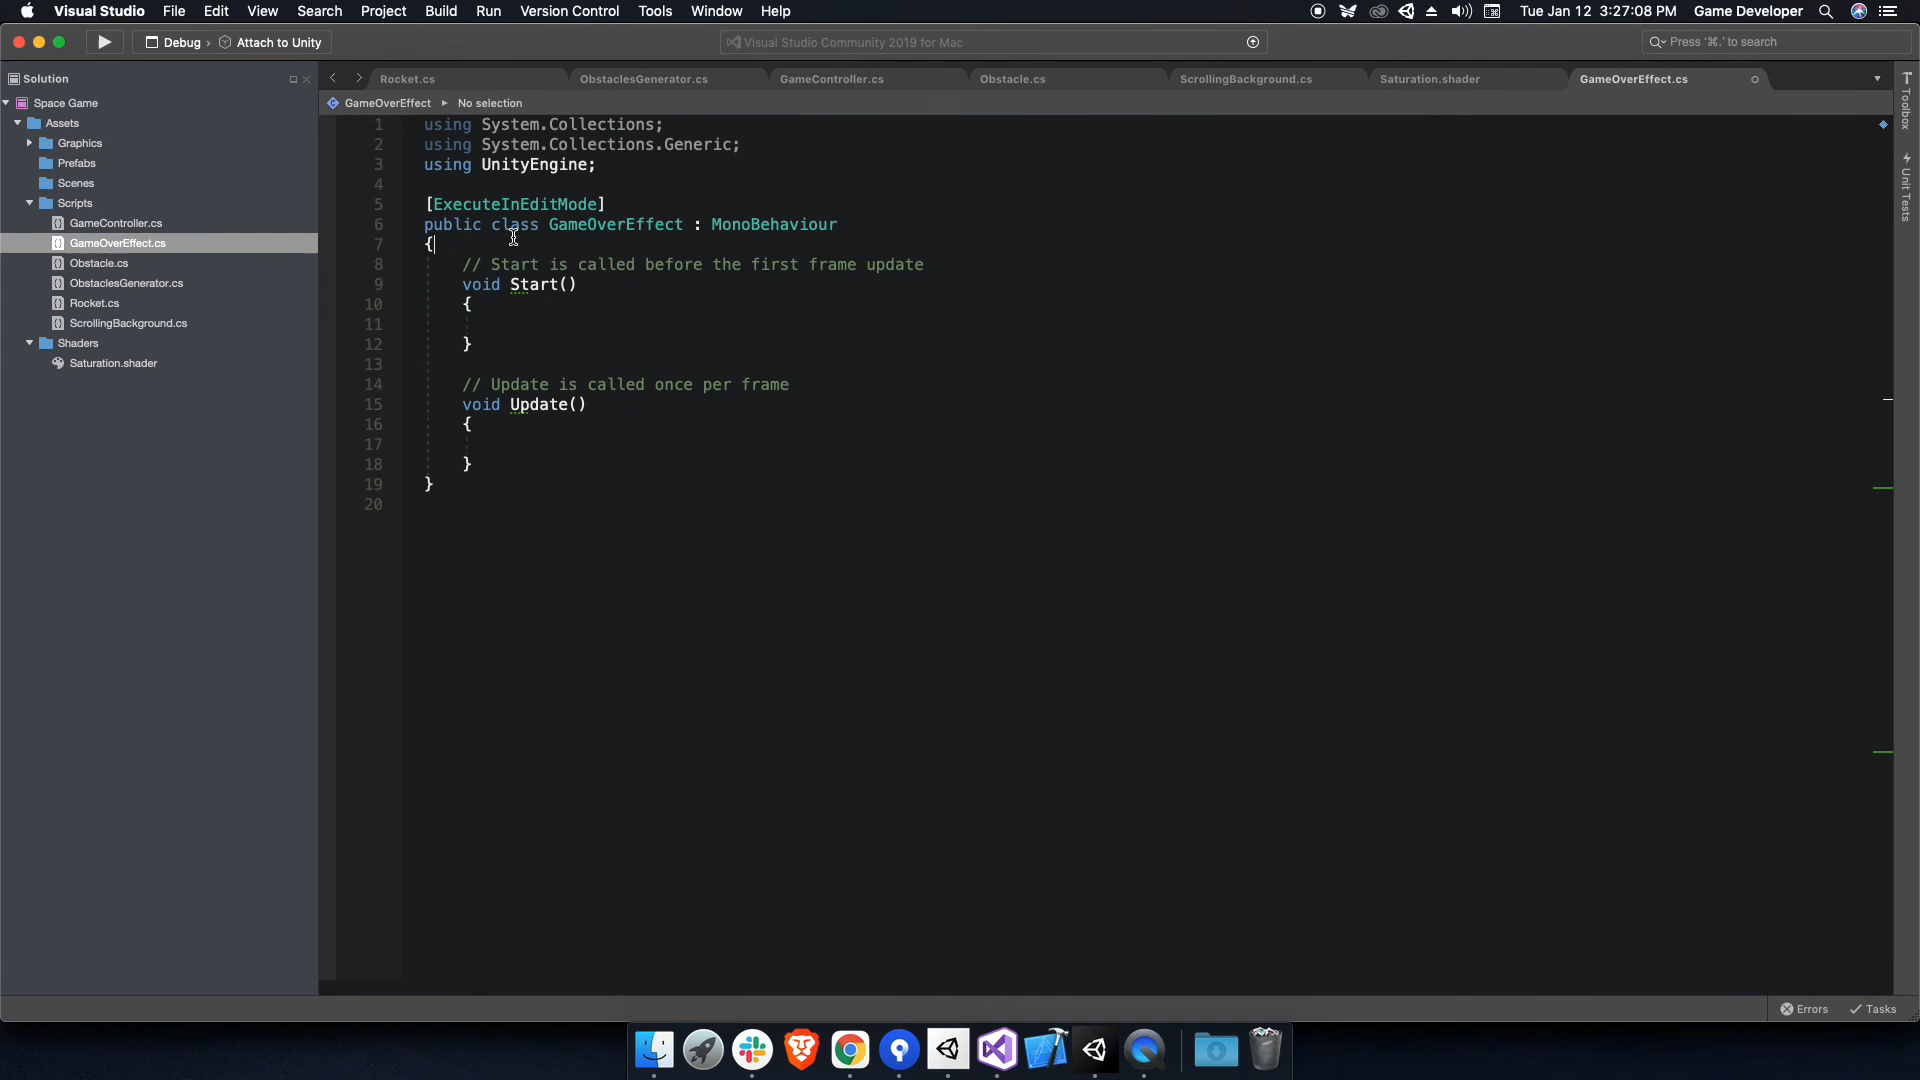 Visual Studio File Edit View Search Project Build Run Version Control Tools Window Help Tue Jan 12 3:27:08 PM Game Developer
Debug › Attach to Unity Visual Studio Community 2019 for Mac Press '⌘.' to search
Solution
Space Game
Assets
Graphics
Prefabs
Scenes
Scripts
GameController.cs
GameOverEffect.cs
Obstacle.cs
ObstaclesGenerator.cs
Rocket.cs
ScrollingBackground.cs
Shaders
Saturation.shader
Rocket.cs ObstaclesGenerator.cs GameController.cs Obstacle.cs ScrollingBackground.cs Saturation.shader GameOverEffect.cs
GameOverEffect No selection
1 using System.Collections;
2 using System.Collections.Generic;
3 using UnityEngine;
4
5 [ExecuteInEditMode]
6 public class GameOverEffect : MonoBehaviour
7 {
8 // Start is called before the first frame update
9 void Start()
10 {
11
12 }
13
14 // Update is called once per frame
15 void Update()
16 {
17
18 }
19 }
20
Toolbox
Unit Tests
Errors Tasks